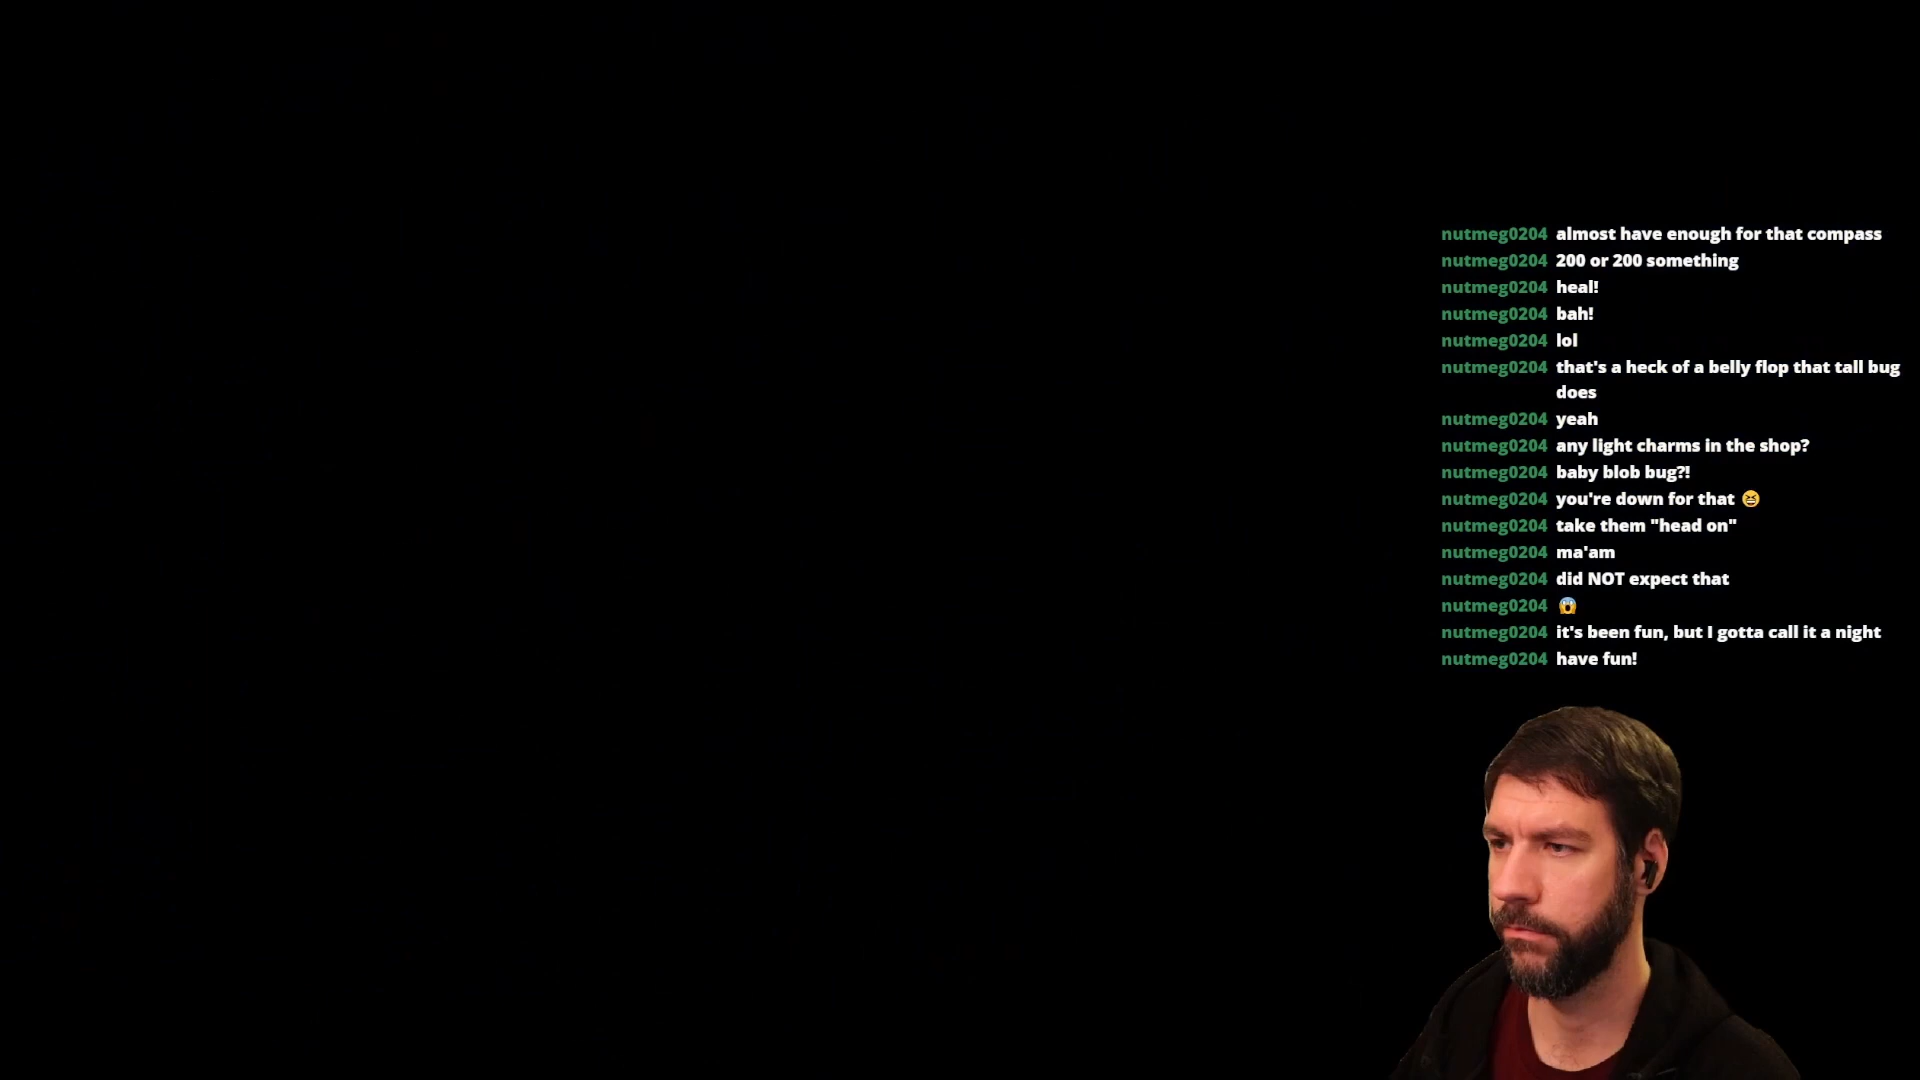 nutmeg0204 almost have enough for that compass
nutmeg0204 200 or 200 something
nutmeg0204 heal!
nutmeg0204 bah!
nutmeg0204 lol
nutmeg0204 that's a heck of a belly flop that tall bug
does
nutmeg0204 yeah
nutmeg0204 any light charms in the shop?
nutmeg0204 baby blob bug?!
nutmeg0204 you're down for that 😆
nutmeg0204 take them "head on"
nutmeg0204 ma'am
nutmeg0204 did NOT expect that
nutmeg0204 😱
nutmeg0204 it's been fun, but I gotta call it a night
nutmeg0204 have fun!